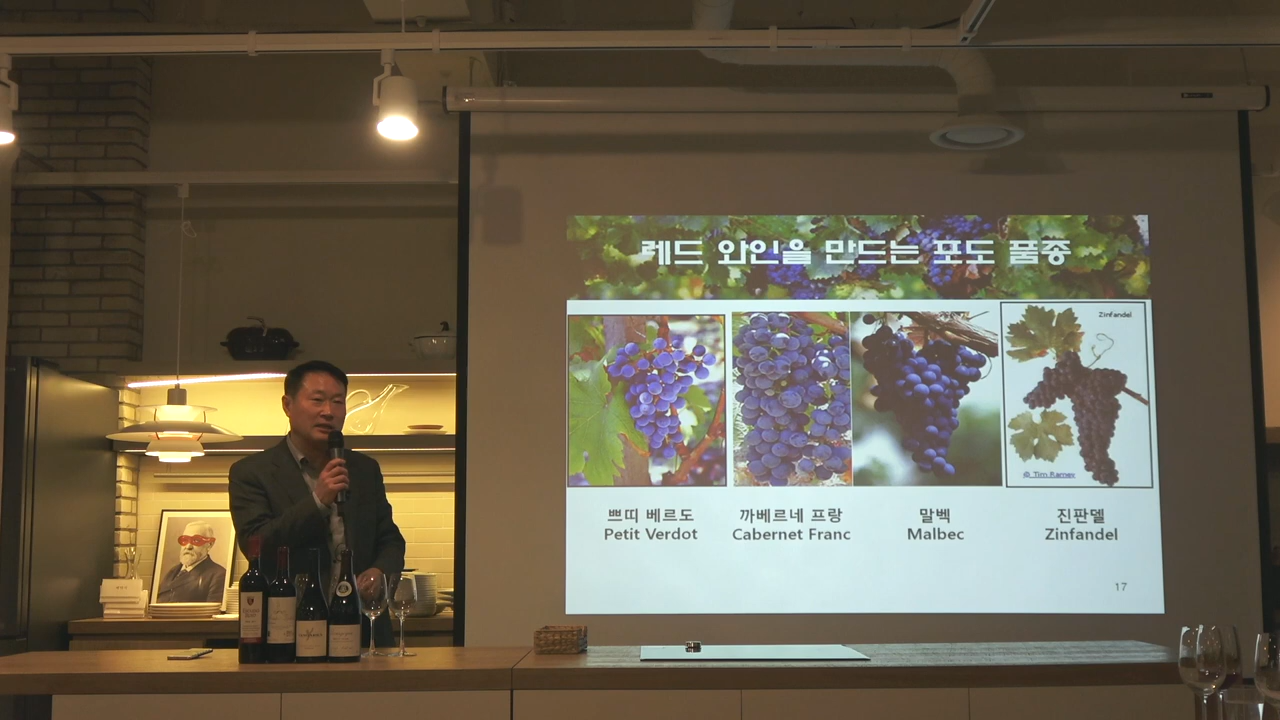 레드 와인을 만드는 포도 품종
Zinfandel
© Tim Ramey
쁘띠 베르도
Petit Verdot
까베르네 프랑
Cabernet Franc
말벡
Malbec
진판델
Zinfandel
17